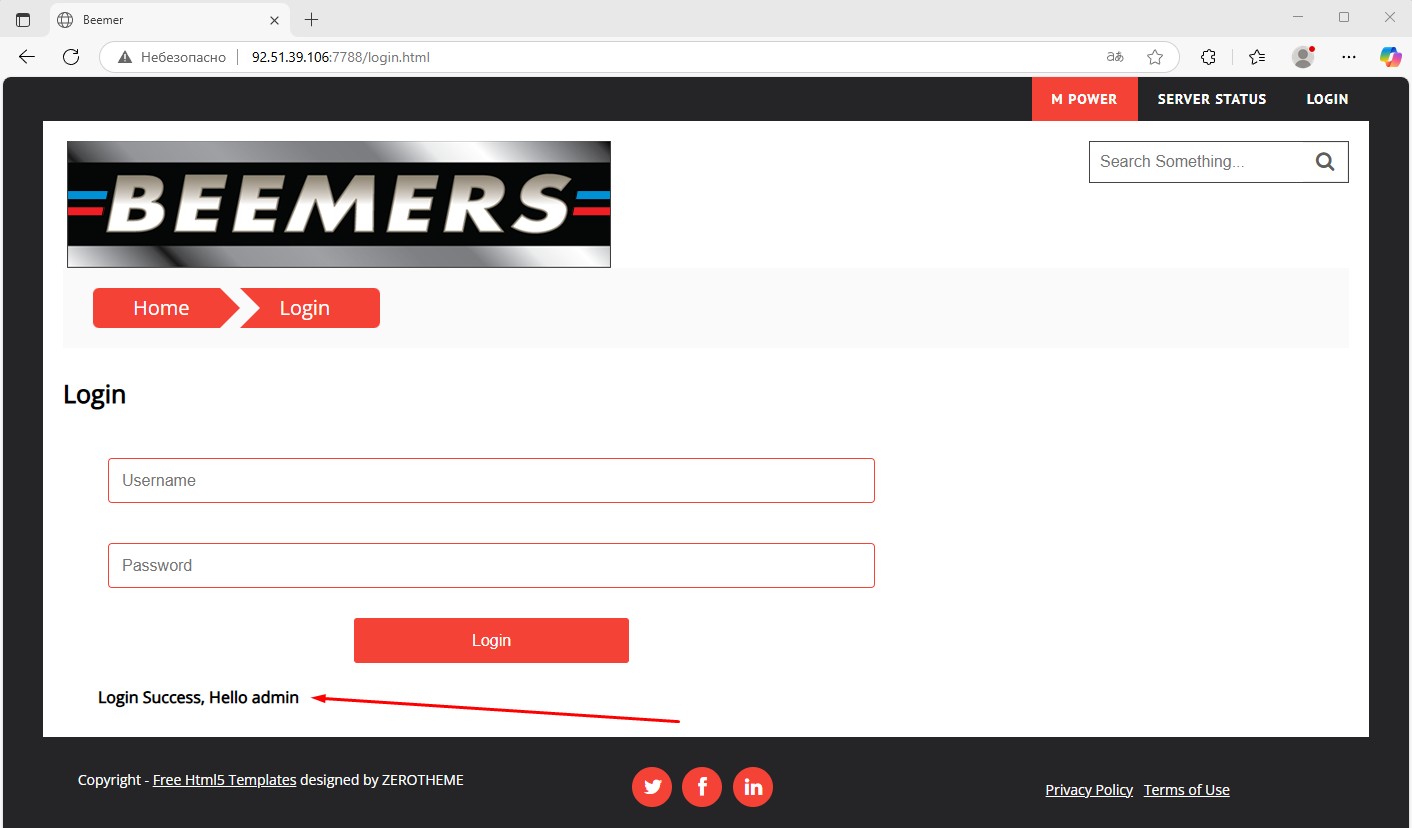 Beemer
Небезопасно
92.51.39.106:7788/login.html
M POWER
SERVER STATUS
LOGIN
BEEMERS
Search Something...
Home
Login
Login
Username
Password
Login
Login Success, Hello admin
Copyright - Free Html5 Templates designed by ZEROTHEME
Privacy Policy
Terms of Use